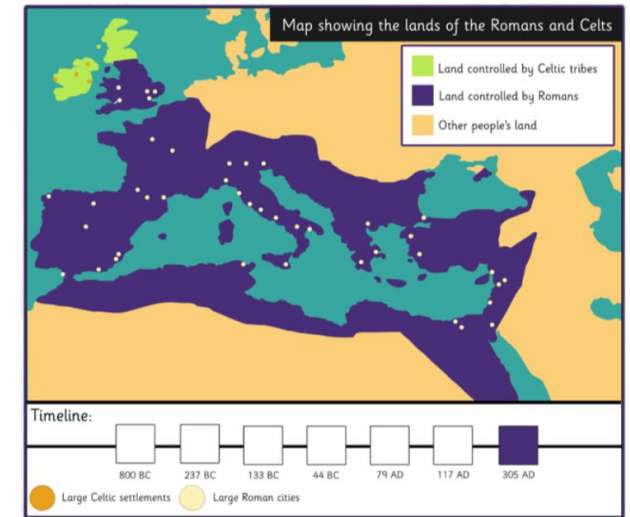 Map showing the lands of the Romans and Celts
Land controlled by Celtic tribes
Land controlled by Romans
Other people's land
Timeline:
800 BC 237 BC 133 BC 44 BC 79 AD 117 AD 305 AD
Large Celtic settlements Large Roman cities